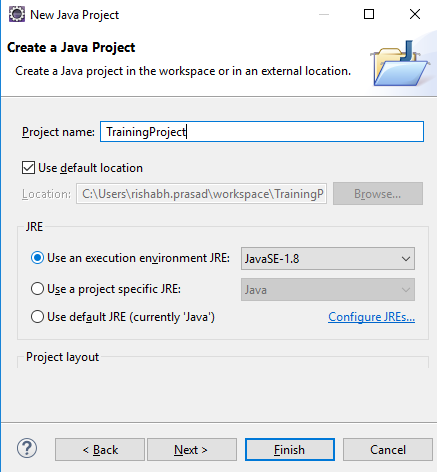 New Java Project
Create a Java Project
Create a Java project in the workspace or in an external location.
Project name: TrainingProject
Use default location
Location: C:\Users\rishabh.prasad\workspace\TrainingP Browse...
JRE
Use an execution environment JRE: JavaSE-1.8
Use a project specific JRE: Java
Use default JRE (currently 'Java') Configure JREs...
Project layout
? < Back Next > Finish Cancel